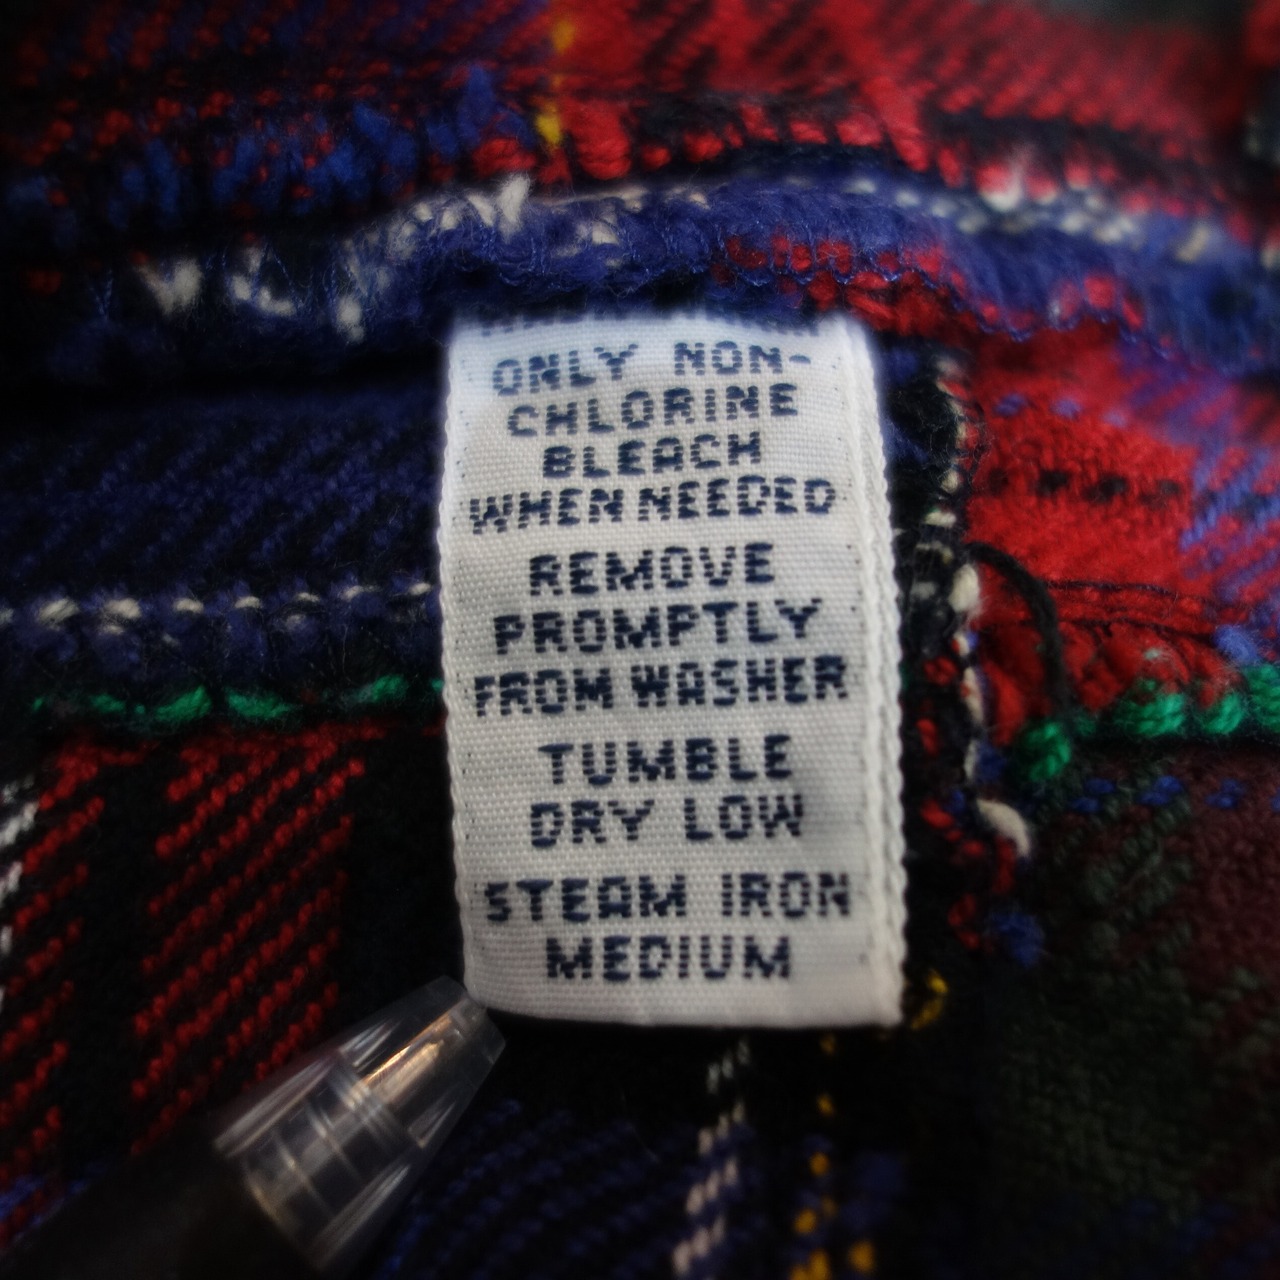 ONLY NON-
CHLORINE
BLEACH
WHEN NEEDED
REMOVE
PROMPTLY
FROM WASHER
TUMBLE
DRY LOW
STEAM IRON
MEDIUM